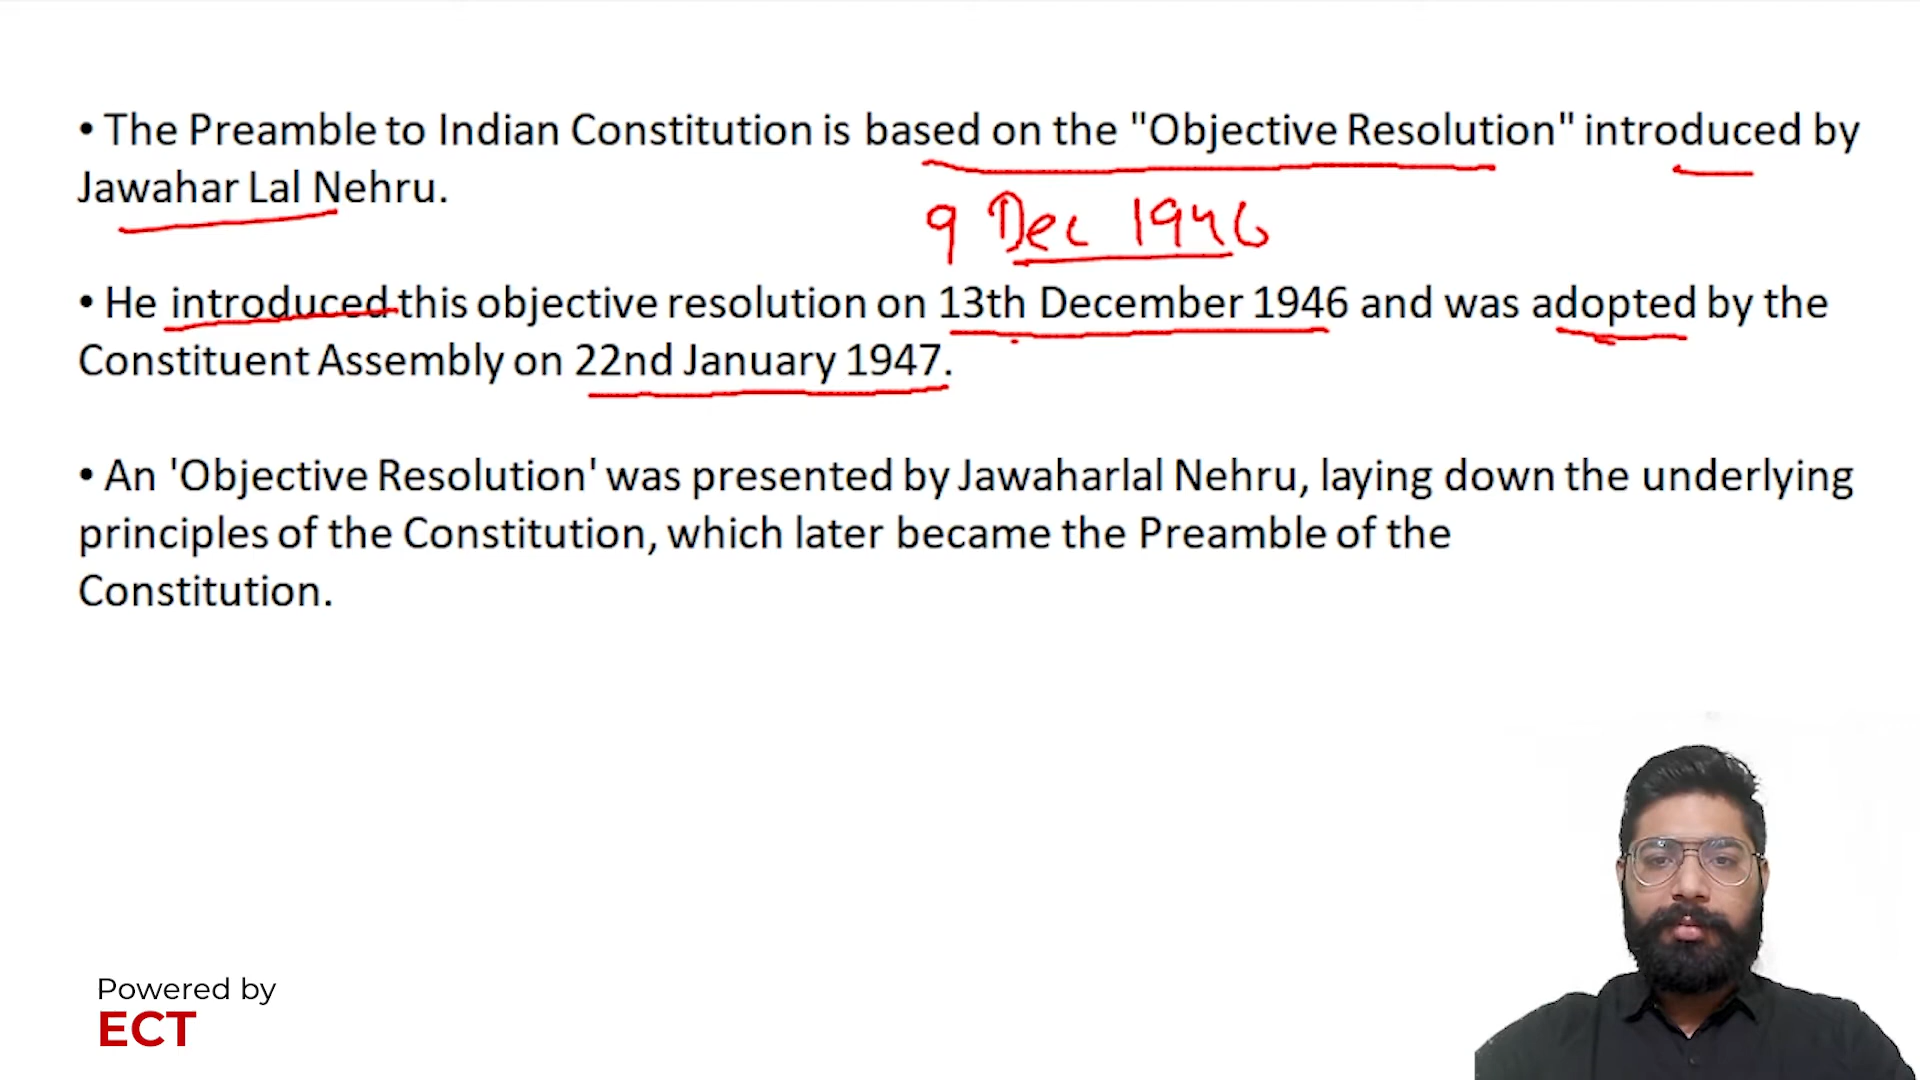 • The Preamble to Indian Constitution is based on the "Objective Resolution" introduced by
Jawahar Lal Nehru.
9 Dec 1946
• He introduced this objective resolution on 13th December 1946 and was adopted by the
Constituent Assembly on 22nd January 1947.
• An 'Objective Resolution' was presented by Jawaharlal Nehru, laying down the underlying
principles of the Constitution, which later became the Preamble of the
Constitution.
Powered by
ECT